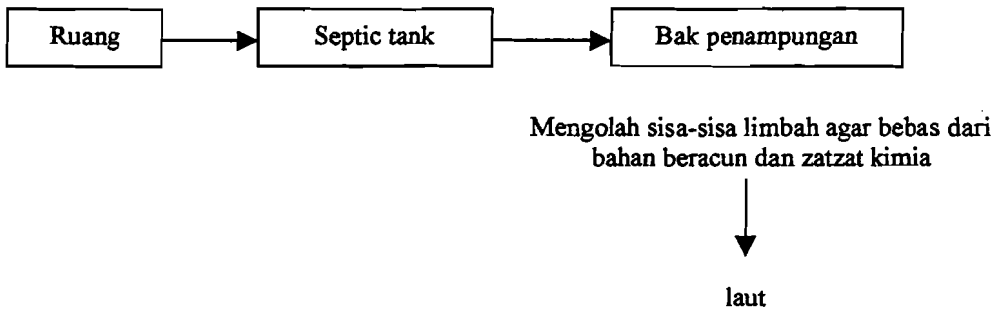 Ruang
Septic tank
Bak penampungan
Mengolah sisa-sisa limbah agar bebas dari
bahan beracun dan zatzat kimia
laut